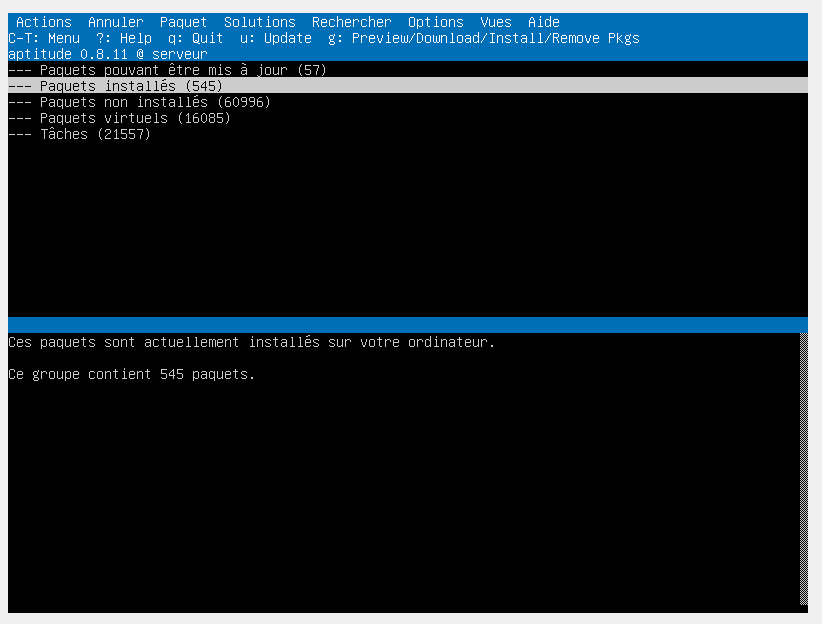 Actions Annuler Paquet Solutions Rechercher Options Vues Aide
C-T: Menu ?: Help q: Quit u: Update g: Preview/Download/Install/Remove Pkgs
aptitude 0.8.11 @ serveur
--- Paquets pouvant être mis à jour (57)
--- Paquets installés (545)
--- Paquets non installés (60996)
--- Paquets virtuels (16085)
--- Tâches (21557)
Ces paquets sont actuellement installés sur votre ordinateur.
Ce groupe contient 545 paquets.